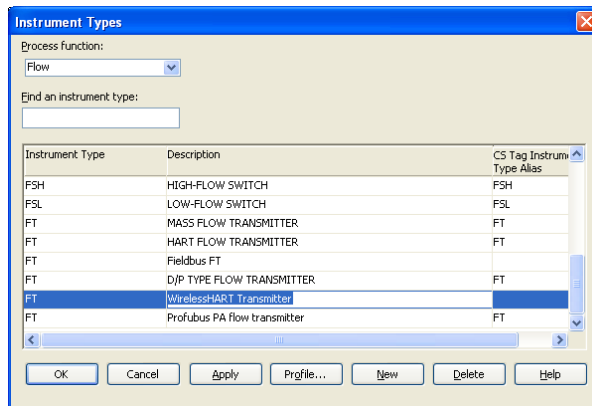 Instrument Types
Process function:
Flow
Find an instrument type:
Instrument Type Description CS Tag Instrum
Type Alias
FSH HIGH-FLOW SWITCH FSH
FSL LOW-FLOW SWITCH FSL
FT MASS FLOW TRANSMITTER FT
FT HART FLOW TRANSMITTER FT
FT Fieldbus FT
FT D/P TYPE FLOW TRANSMITTER FT
FT WirelessHART Transmitter
FT Profubus PA flow transmitter FT
OK Cancel Apply Profile... New Delete Help